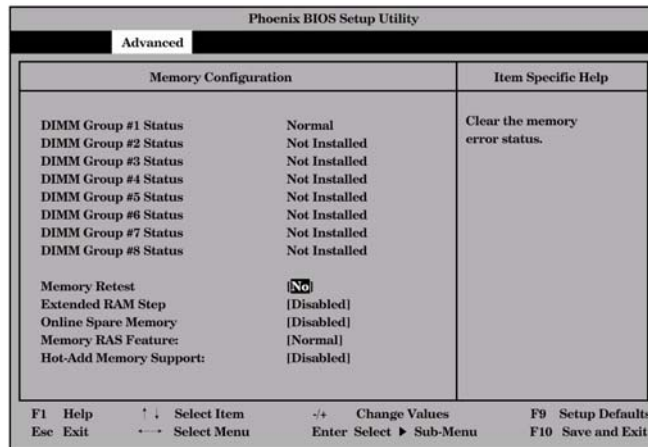 Phoenix BIOS Setup Utility
Advanced
Memory Configuration
Item Specific Help
DIMM Group #1 Status Normal
DIMM Group #2 Status Not Installed
DIMM Group #3 Status Not Installed
DIMM Group #4 Status Not Installed
DIMM Group #5 Status Not Installed
DIMM Group #6 Status Not Installed
DIMM Group #7 Status Not Installed
DIMM Group #8 Status Not Installed
Memory Retest [No]
Extended RAM Step [Disabled]
Online Spare Memory [Disabled]
Memory RAS Feature: [Normal]
Hot-Add Memory Support: [Disabled]
Clear the memory
error status.
F1 Help ↑ ↓ Select Item -/+ Change Values F9 Setup Defaults
Esc Exit ←→ Select Menu Enter Select ▶ Sub-Menu F10 Save and Exit